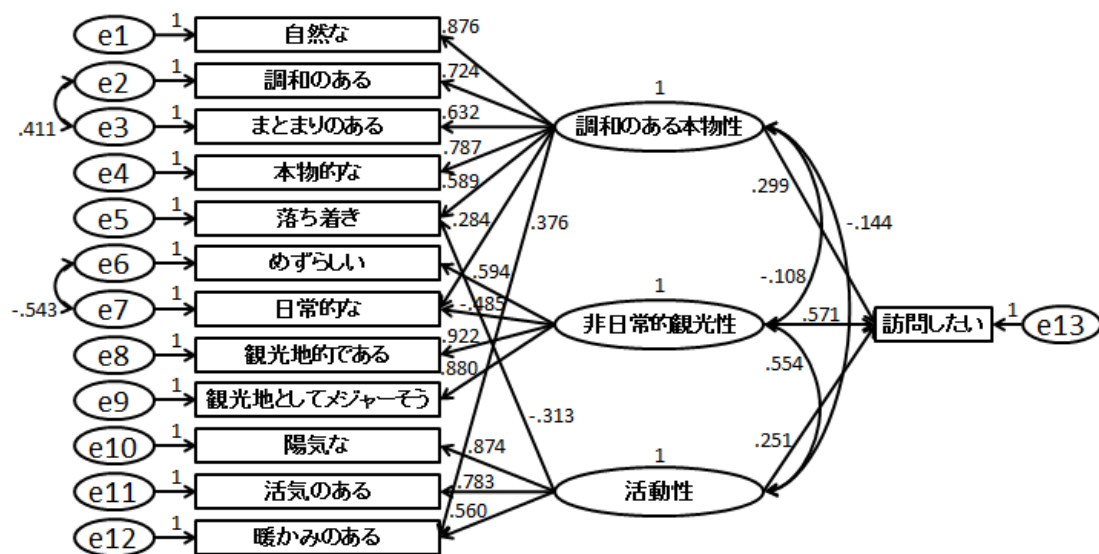 e1 1 自然な .876
e2 1 調和のある .724
.411
e3 1 まとまりのある .632
e4 1 本物的な .787
e5 1 落ち着き .589
e6 1 めずらしい .594
-.543
e7 1 日常的な .284 -.485
e8 1 観光地的である .922
e9 1 観光地としてメジャーそう .880
e10 1 陽気な .874
e11 1 活気のある .783
e12 1 暖かみのある .560
.376
-.313
1
調和のある本物性
.299
-.144
-.108
1
非日常的観光性
.571
訪問したい 1 e13
.554
.251
1
活動性